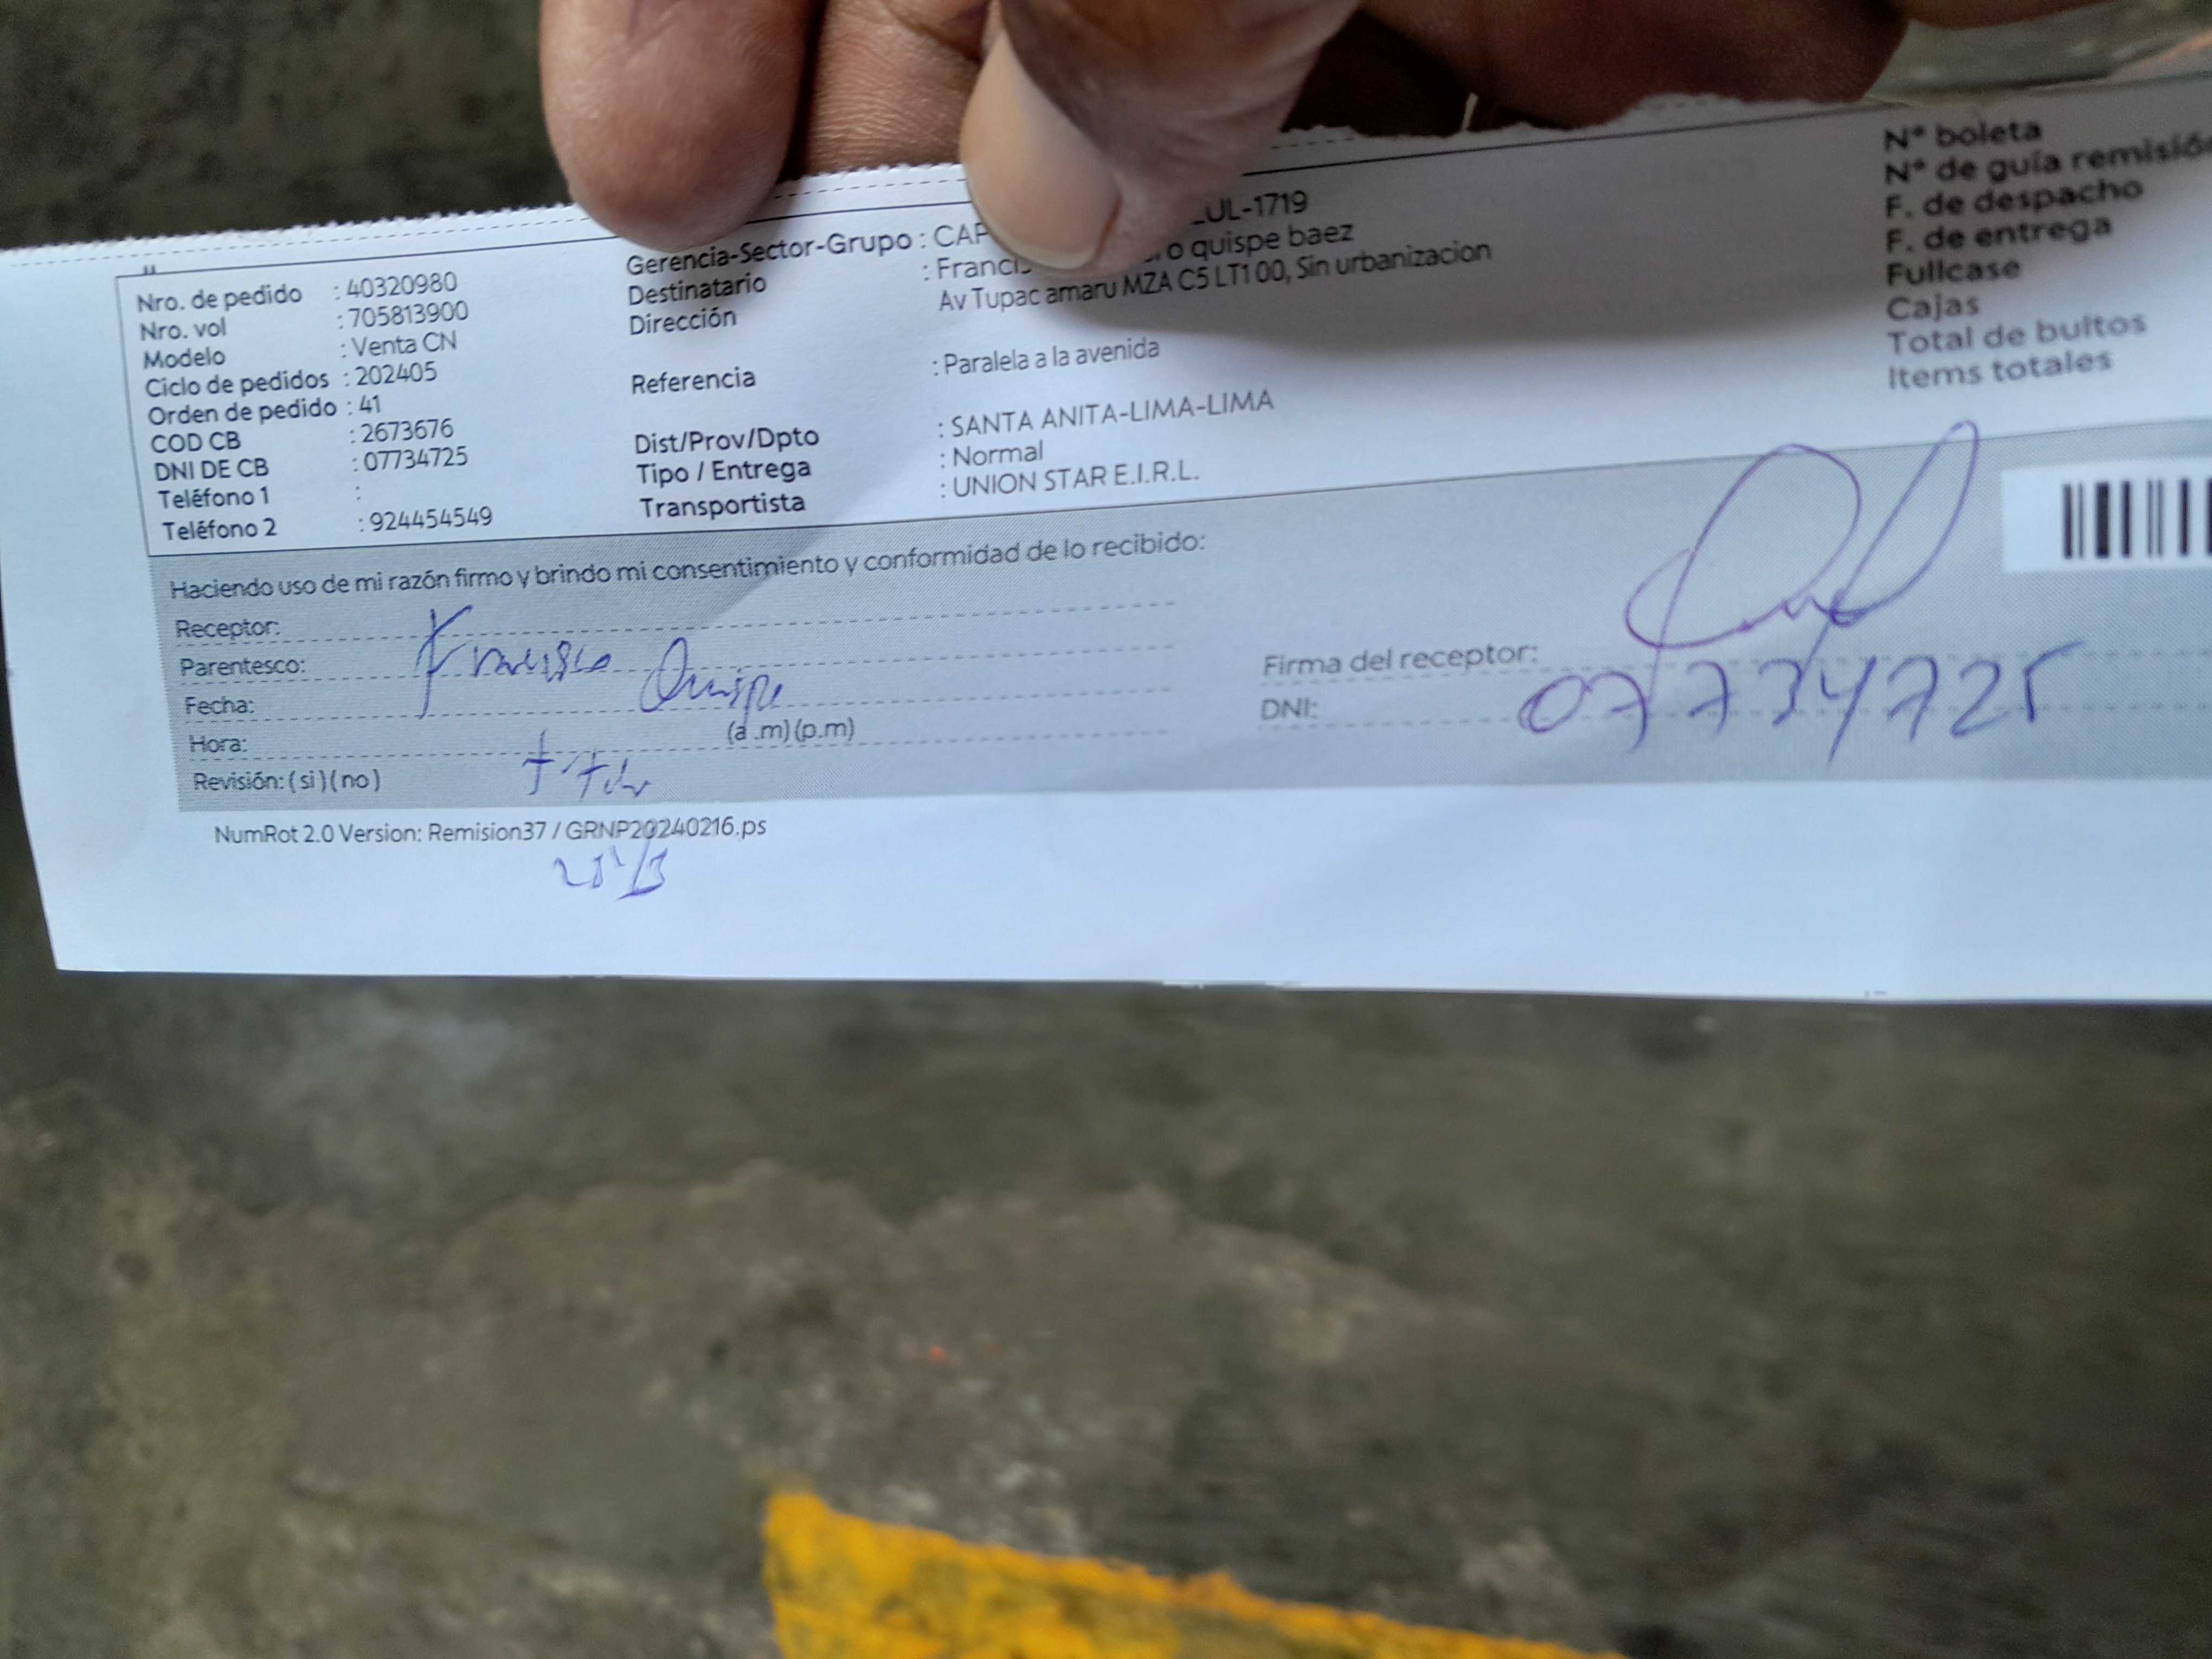 Nro. de pedido : 40320980
Nro. vol : 705813900
Modelo : Venta CN
Ciclo de pedidos : 202405
Orden de pedido : 41
COD CB : 2673676
DNI DE CB : 07734725
Teléfono 1 :
Teléfono 2 : 924454549
Gerencia-Sector-Grupo : CAP UL-1719
Destinatario : Francis o quispe baez
Dirección Av Tupac amaru MZA C5 LT1 00, Sin urbanizacion
Referencia : Paralela a la avenida
Dist/Prov/Dpto : SANTA ANITA-LIMA-LIMA
Tipo / Entrega : Normal
Transportista : UNION STAR E.I.R.L.
N° boleta
N° de guía remisió
F. de despacho
F. de entrega
Fullcase
Cajas
Total de bultos
Items totales
Haciendo uso de mi razón firmo y brindo mi consentimiento y conformidad de lo recibido:
Receptor:
Parentesco: Francisco Quispe
Fecha:
Hora: (a .m) (p.m)
Revisión: ( si ) ( no )
Firma del receptor:
DNI: 07734725
NumRot 2.0 Version: Remision37 / GRNP20240216.ps